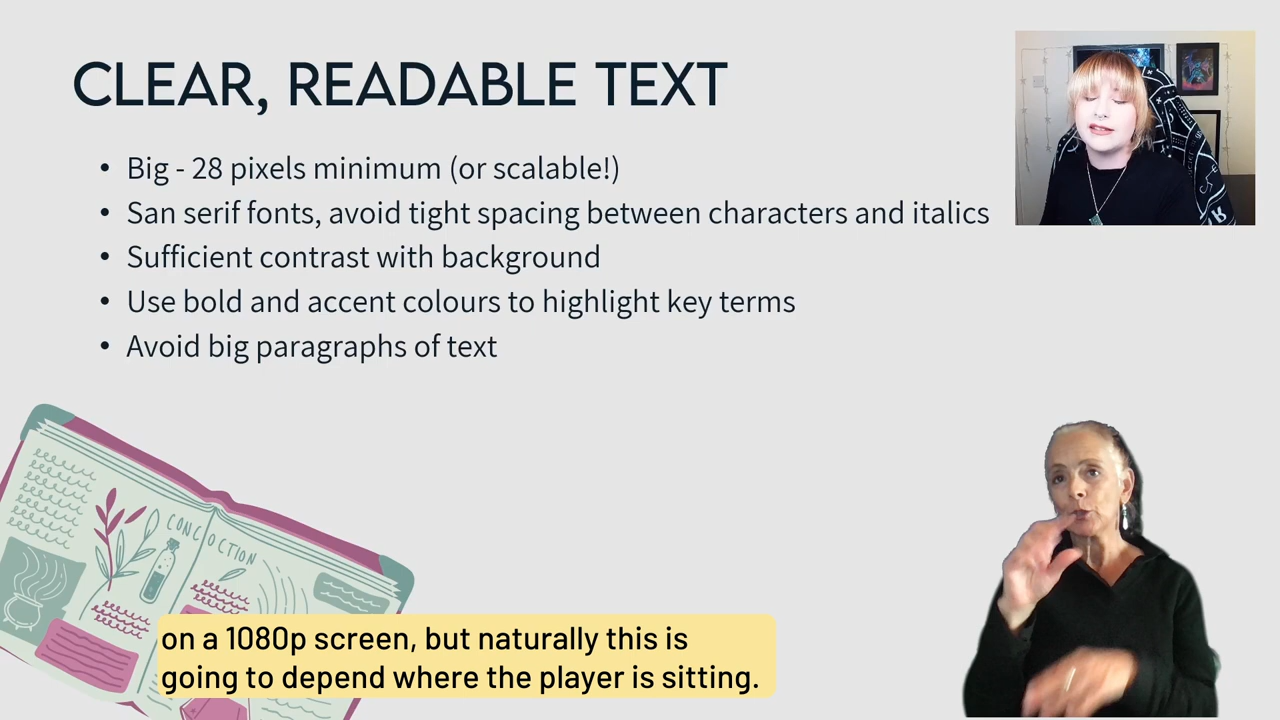 CLEAR, READABLE TEXT
• Big - 28 pixels minimum (or scalable!)
• San serif fonts, avoid tight spacing between characters and italics
• Sufficient contrast with background
• Use bold and accent colours to highlight key terms
• Avoid big paragraphs of text
CONCOCTION
on a 1080p screen, but naturally this is
going to depend where the player is sitting.